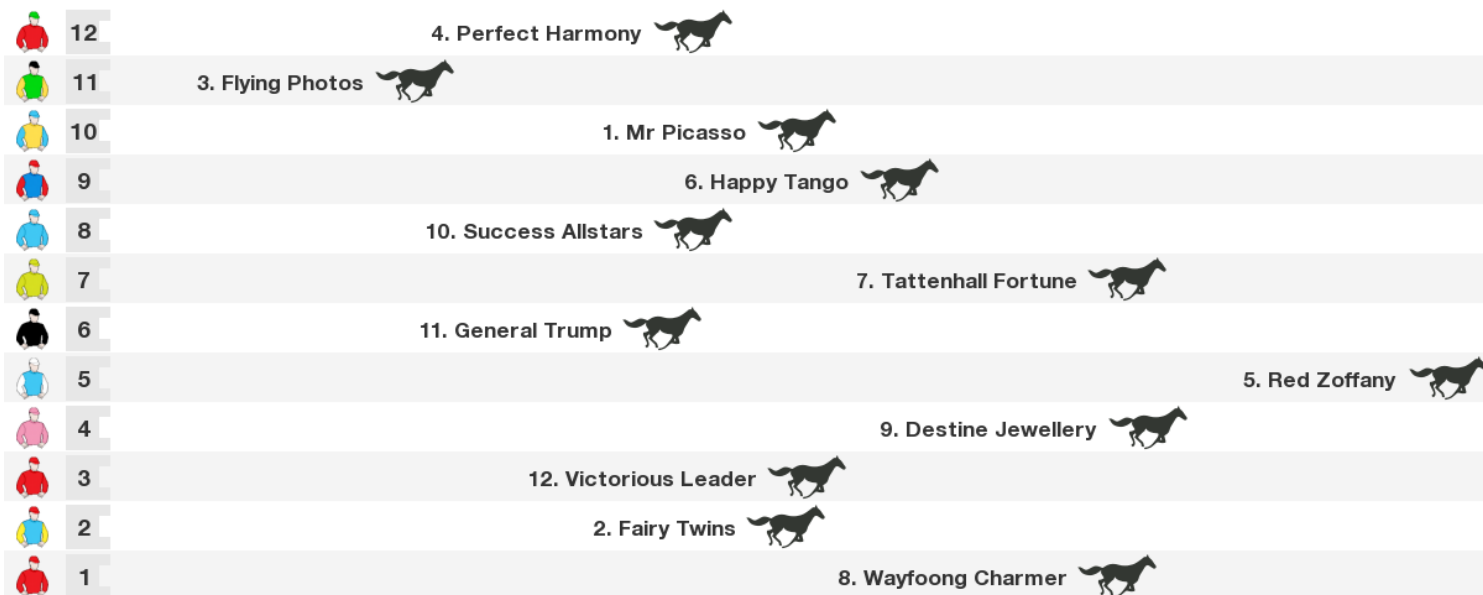 12 4. Perfect Harmony
11 3. Flying Photos
10 1. Mr Picasso
9 6. Happy Tango
8 10. Success Allstars
7 7. Tattenhall Fortune
6 11. General Trump
5 5. Red Zoffany
4 9. Destine Jewellery
3 12. Victorious Leader
2 2. Fairy Twins
1 8. Wayfoong Charmer